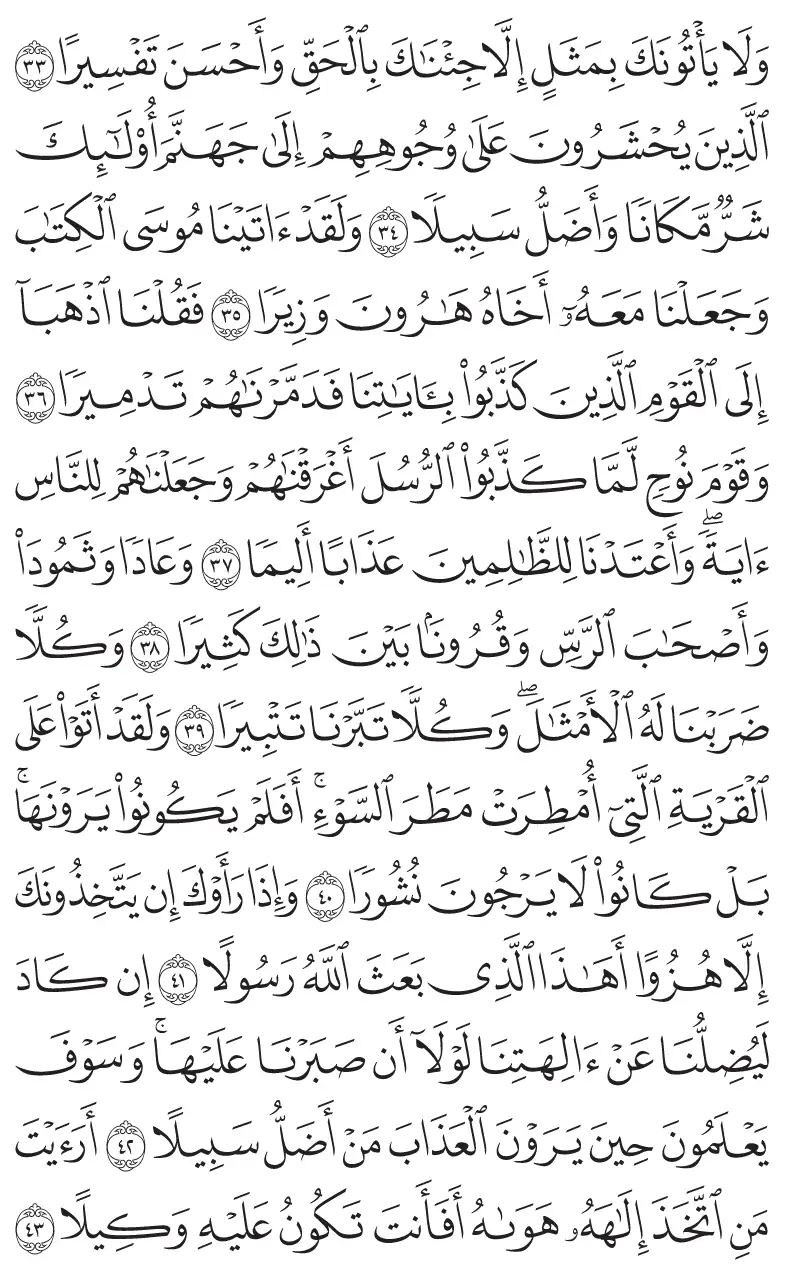 وَلَا يَأْتُونَكَ بِمَثَلٍ إِلَّا جِئْنَٰكَ بِٱلْحَقِّ وَأَحْسَنَ تَفْسِيرًا ٣٣
ٱلَّذِينَ يُحْشَرُونَ عَلَىٰ وُجُوهِهِمْ إِلَىٰ جَهَنَّمَ أُو۟لَٰٓئِكَ
شَرٌّ مَّكَانًا وَأَضَلُّ سَبِيلًا ٣٤ وَلَقَدْ ءَاتَيْنَا مُوسَى ٱلْكِتَٰبَ
وَجَعَلْنَا مَعَهُۥٓ أَخَاهُ هَٰرُونَ وَزِيرًا ٣٥ فَقُلْنَا ٱذْهَبَآ
إِلَى ٱلْقَوْمِ ٱلَّذِينَ كَذَّبُوا۟ بِـَٔايَٰتِنَا فَدَمَّرْنَٰهُمْ تَدْمِيرًا ٣٦
وَقَوْمَ نُوحٍ لَّمَّا كَذَّبُوا۟ ٱلرُّسُلَ أَغْرَقْنَٰهُمْ وَجَعَلْنَٰهُمْ لِلنَّاسِ
ءَايَةً ۖ وَأَعْتَدْنَا لِلظَّٰلِمِينَ عَذَابًا أَلِيمًا ٣٧ وَعَادًا وَثَمُودَا۟
وَأَصْحَٰبَ ٱلرَّسِّ وَقُرُونًۢا بَيْنَ ذَٰلِكَ كَثِيرًا ٣٨ وَكُلًّا
ضَرَبْنَا لَهُ ٱلْأَمْثَٰلَ ۖ وَكُلًّا تَبَّرْنَا تَتْبِيرًا ٣٩ وَلَقَدْ أَتَوْا۟ عَلَى
ٱلْقَرْيَةِ ٱلَّتِىٓ أُمْطِرَتْ مَطَرَ ٱلسَّوْءِ ۚ أَفَلَمْ يَكُونُوا۟ يَرَوْنَهَا ۚ
بَلْ كَانُوا۟ لَا يَرْجُونَ نُشُورًا ٤٠ وَإِذَا رَأَوْكَ إِن يَتَّخِذُونَكَ
إِلَّا هُزُوًا أَهَٰذَا ٱلَّذِى بَعَثَ ٱللَّهُ رَسُولًا ٤١ إِن كَادَ
لَيُضِلُّنَا عَنْ ءَالِهَتِنَا لَوْلَآ أَن صَبَرْنَا عَلَيْهَا ۚ وَسَوْفَ
يَعْلَمُونَ حِينَ يَرَوْنَ ٱلْعَذَابَ مَنْ أَضَلُّ سَبِيلًا ٤٢ أَرَءَيْتَ
مَنِ ٱتَّخَذَ إِلَٰهَهُۥ هَوَىٰهُ أَفَأَنتَ تَكُونُ عَلَيْهِ وَكِيلًا ٤٣